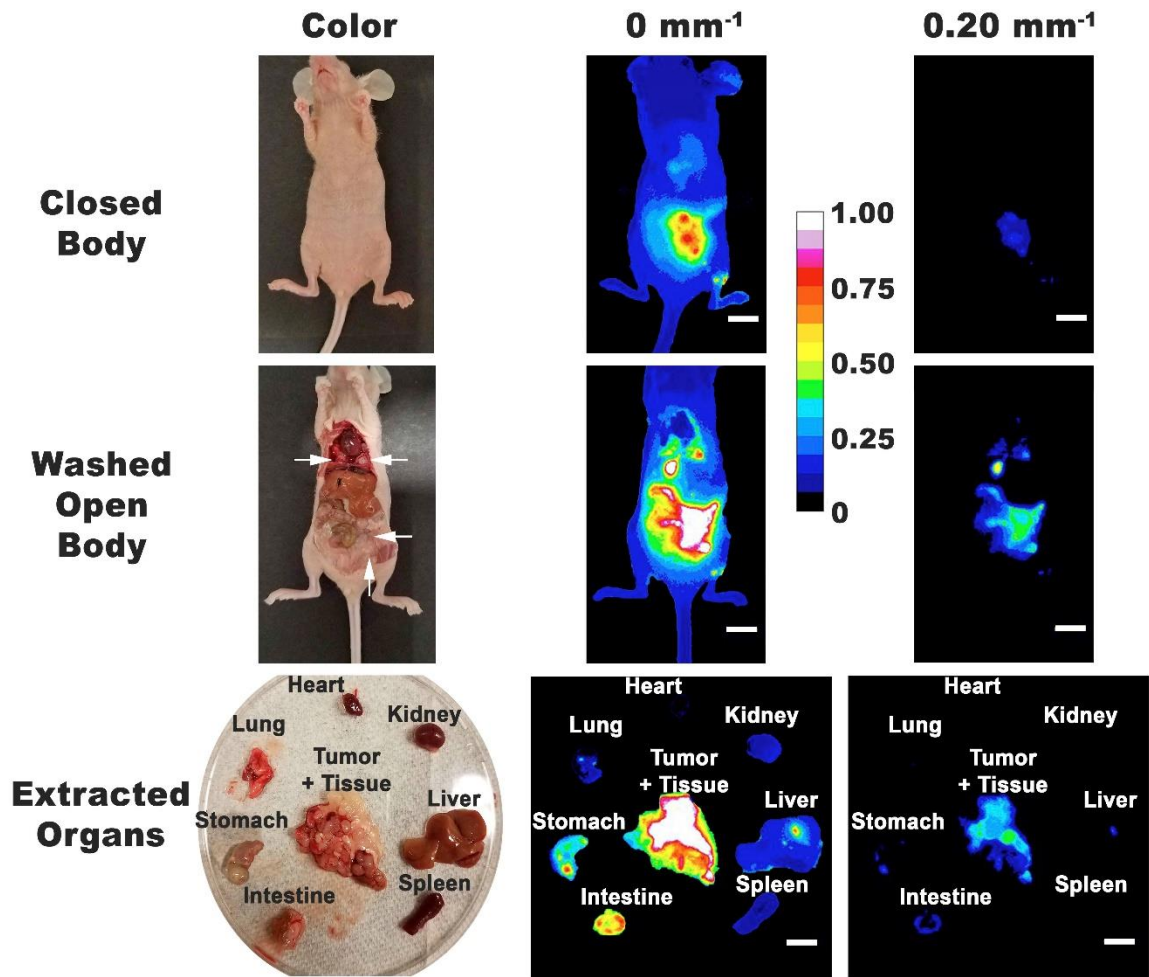 Color
0 mm⁻¹
0.20 mm⁻¹
Closed
Body
1.00
0.75
0.50
0.25
0
Washed
Open
Body
Extracted
Organs
Heart
Lung
Kidney
Tumor
+ Tissue
Liver
Stomach
Spleen
Intestine
Heart
Lung
Kidney
Tumor
+ Tissue
Liver
Stomach
Spleen
Intestine
Heart
Lung
Kidney
Tumor
+ Tissue
Liver
Stomach
Spleen
Intestine